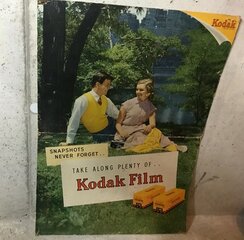 Kodak
SNAPSHOTS
NEVER FORGET..
TAKE ALONG PLENTY OF..
Kodak Film